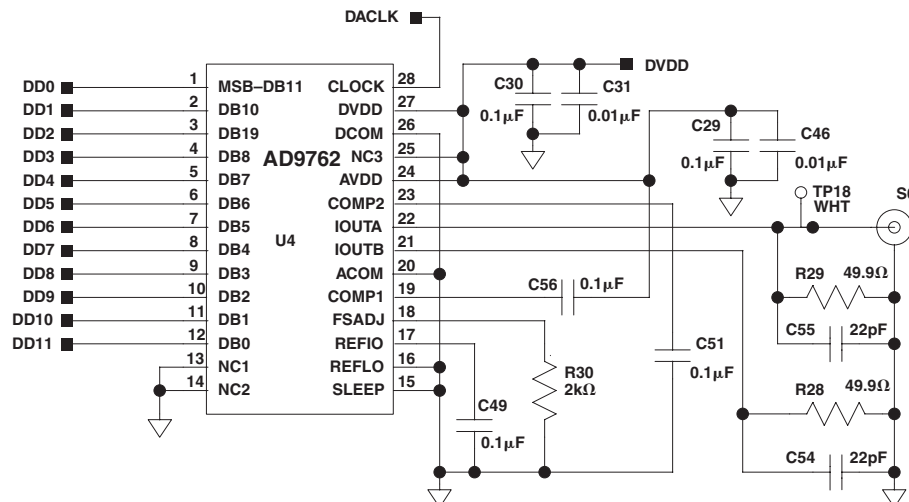 DACLK
DVDD
C30
0.1µF
C31
0.01µF
C29
0.1µF
C46
0.01µF
TP18
WHT
DD0 1 MSB–DB11 CLOCK 28
DD1 2 DB10 DVDD 27
DD2 3 DB19 DCOM 26
DD3 4 DB8 AD9762 NC3 25
DD4 5 DB7 AVDD 24
DD5 6 DB6 COMP2 23
DD6 7 DB5 IOUTA 22
U4
DD7 8 DB4 IOUTB 21
DD8 9 DB3 ACOM 20
DD9 10 DB2 COMP1 19
DD10 11 DB1 FSADJ 18
DD11 12 DB0 REFIO 17
13 NC1 REFLO 16
14 NC2 SLEEP 15
C56
0.1µF
R29 49.9Ω
C55 22pF
C51
0.1µF
R30
2kΩ
R28 49.9Ω
C49
0.1µF
C54 22pF